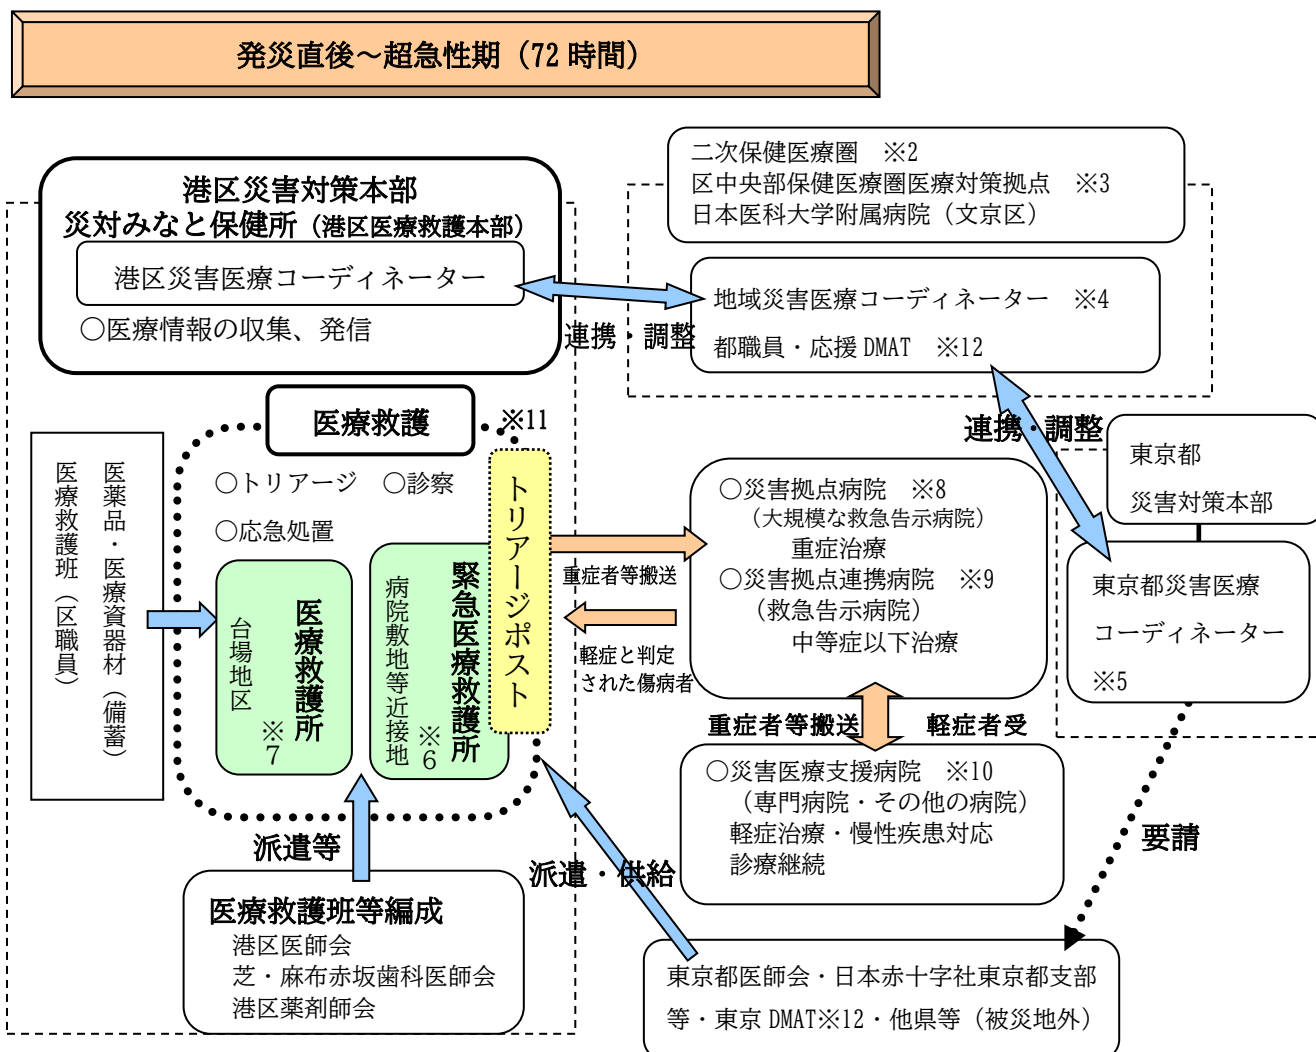 発災直後～超急性期（72時間）
港区災害対策本部
災対みなと保健所（港区医療救護本部）
港区災害医療コーディネーター
○医療情報の収集、発信
二次保健医療圏　※2
区中央部保健医療圏医療対策拠点　※3
日本医科大学附属病院（文京区）
地域災害医療コーディネーター　※4
都職員・応援DMAT　※12
連携・調整
連携・調整
東京都
災害対策本部
東京都災害医療
コーディネーター
※5
医療救護
※11
○トリアージ　○診察
○応急処置
医薬品・医療資器材（備蓄）
医療救護班（区職員）
医療救護所
台場地区
※7
緊急医療救護所
病院敷地等近接地
※6
トリアージポスト
重症者等搬送
軽症と判定
された傷病者
○災害拠点病院　※8
（大規模な救急告示病院）
重症治療
○災害拠点連携病院　※9
（救急告示病院）
中等症以下治療
重症者等搬送
軽症者受
○災害医療支援病院　※10
（専門病院・その他の病院）
軽症治療・慢性疾患対応
診療継続
要請
派遣等
派遣・供給
医療救護班等編成
港区医師会
芝・麻布赤坂歯科医師会
港区薬剤師会
東京都医師会・日本赤十字社東京都支部
等・東京DMAT※12・他県等（被災地外）